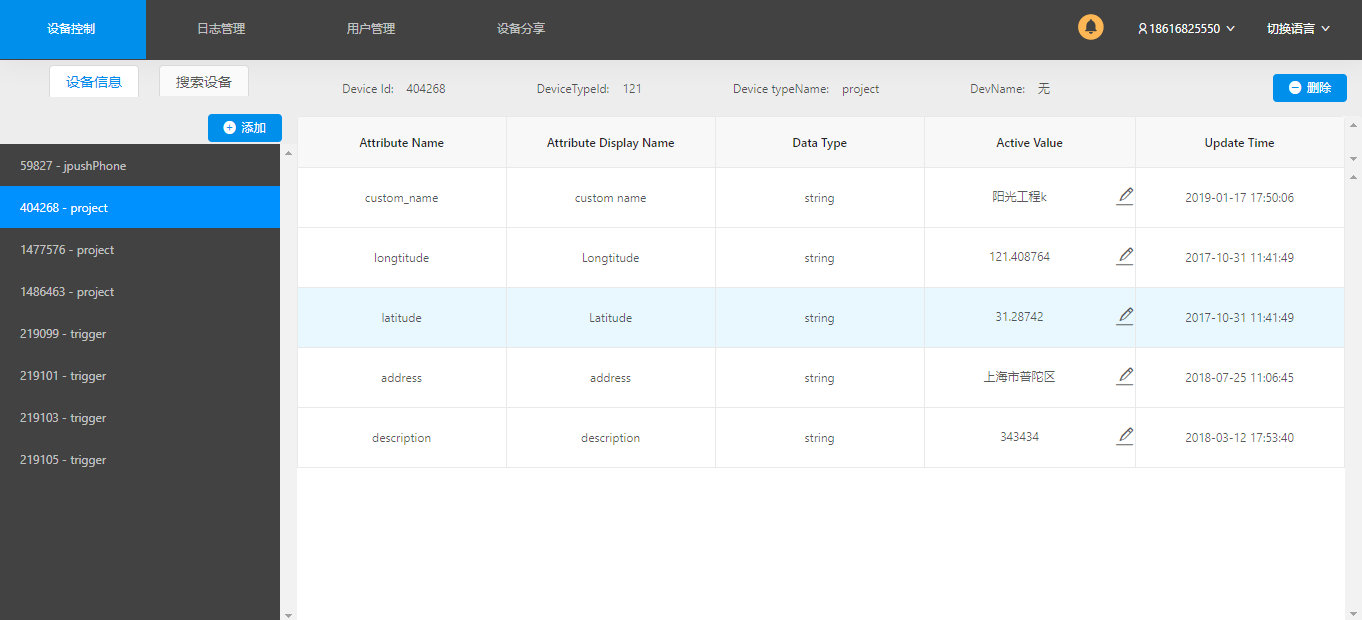 设备控制 日志管理 用户管理 设备分享 18616825550 切换语言
设备信息 搜索设备
Device Id: 404268 DeviceTypeId: 121 Device typeName: project DevName: 无 删除
添加
59827 - jpushPhone
404268 - project
1477576 - project
1486463 - project
219099 - trigger
219101 - trigger
219103 - trigger
219105 - trigger
Attribute Name Attribute Display Name Data Type Active Value Update Time
custom_name custom name string 阳光工程k 2019-01-17 17:50:06
longtitude Longtitude string 121.408764 2017-10-31 11:41:49
latitude Latitude string 31.28742 2017-10-31 11:41:49
address address string 上海市普陀区 2018-07-25 11:06:45
description description string 343434 2018-03-12 17:53:40